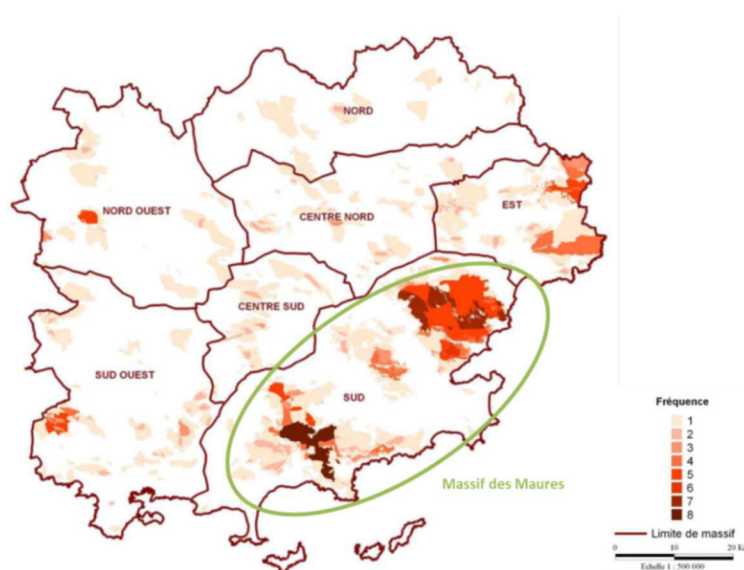 NORD
NORD OUEST
CENTRE NORD
EST
CENTRE SUD
SUD OUEST
SUD
Massif des Maures
Fréquence
1
2
3
4
5
6
7
8
Limite de massif
0 10 20 K
Echelle 1 : 500 000